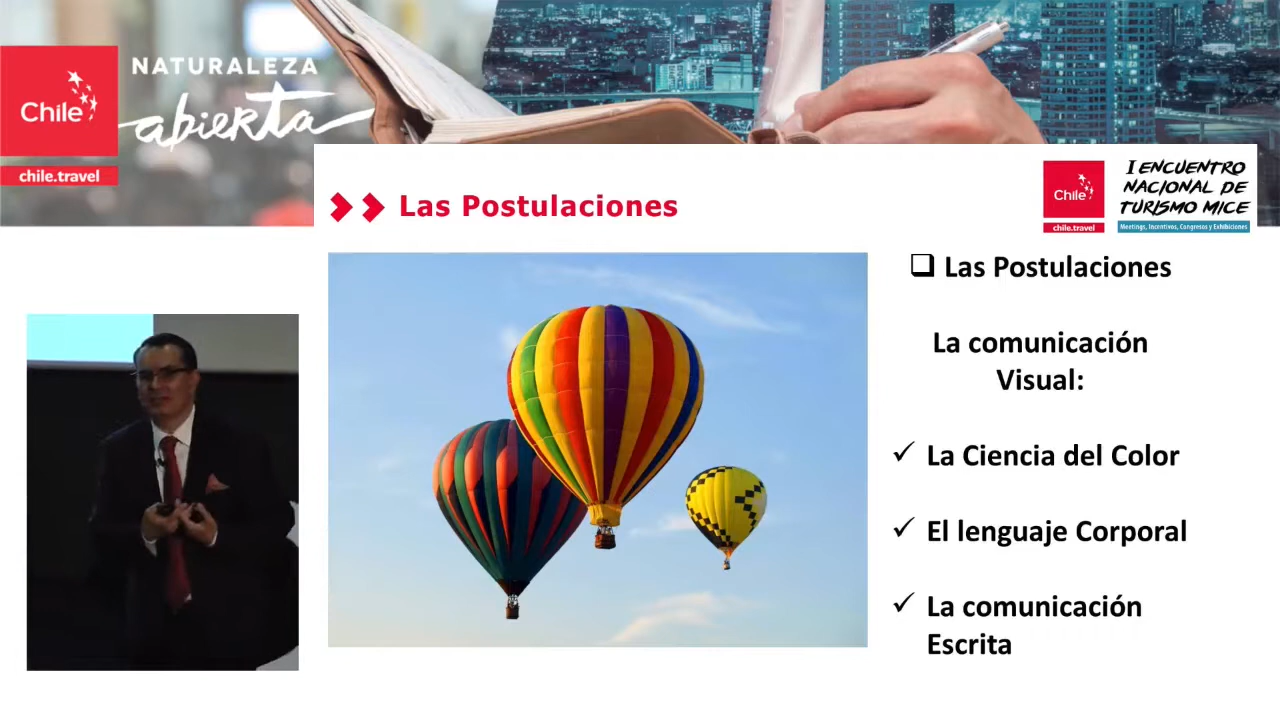 NATURALEZA
abierta
Chile
chile.travel
Las Postulaciones
Chile
chile.travel
I ENCUENTRO
NACIONAL DE
TURISMO MICE
Meetings, Incentivos, Congresos y Exhibiciones
Las Postulaciones
La comunicación
Visual:
La Ciencia del Color
El lenguaje Corporal
La comunicación
Escrita